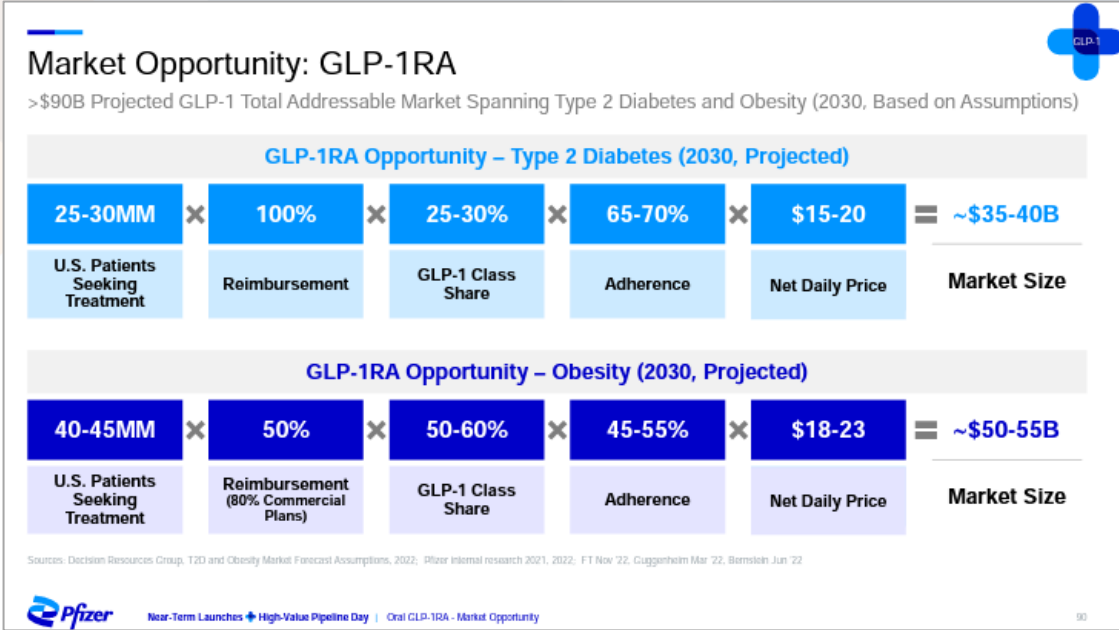 GLP-1
Market Opportunity: GLP-1RA
>$90B Projected GLP-1 Total Addressable Market Spanning Type 2 Diabetes and Obesity (2030, Based on Assumptions)
GLP-1RA Opportunity – Type 2 Diabetes (2030, Projected)
25-30MM × 100% × 25-30% × 65-70% × $15-20 = ~$35-40B
U.S. Patients
Seeking
Treatment
Reimbursement
GLP-1 Class
Share
Adherence
Net Daily Price
Market Size
GLP-1RA Opportunity – Obesity (2030, Projected)
40-45MM × 50% × 50-60% × 45-55% × $18-23 = ~$50-55B
U.S. Patients
Seeking
Treatment
Reimbursement
(80% Commercial
Plans)
GLP-1 Class
Share
Adherence
Net Daily Price
Market Size
Sources: Decision Resources Group, T2D and Obesity Market Forecast Assumptions, 2022; Pfizer internal research 2021, 2022; FT Nov '22, Guggenheim Mar '22, Bernstein Jun '22
Pfizer
Near-Term Launches + High-Value Pipeline Day | Oral GLP-1RA - Market Opportunity
90